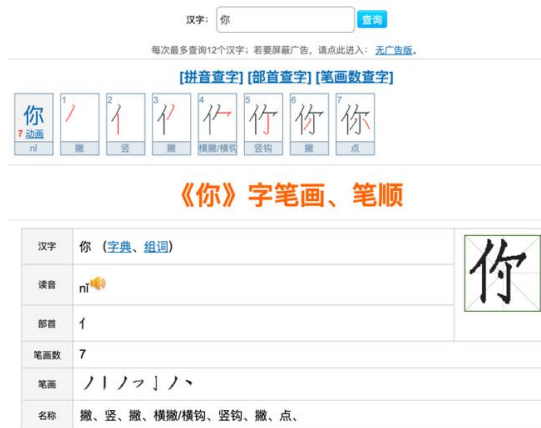 汉字： 你 查询
每次最多查询12个汉字；若要屏蔽广告，请点此进入： 无广告版。
[拼音查字] [部首查字] [笔画数查字]
你 1 2 3 4 5 6 7
7 动画
nǐ 撇 竖 撇 横撇/横钩 竖钩 撇 点
《你》字笔画、笔顺
汉字 你 （字典、组词） 你
读音 nǐ
部首 亻
笔画数 7
笔画 ノ丨ノフ亅ノ丶
名称 撇、竖、撇、横撇/横钩、竖钩、撇、点、